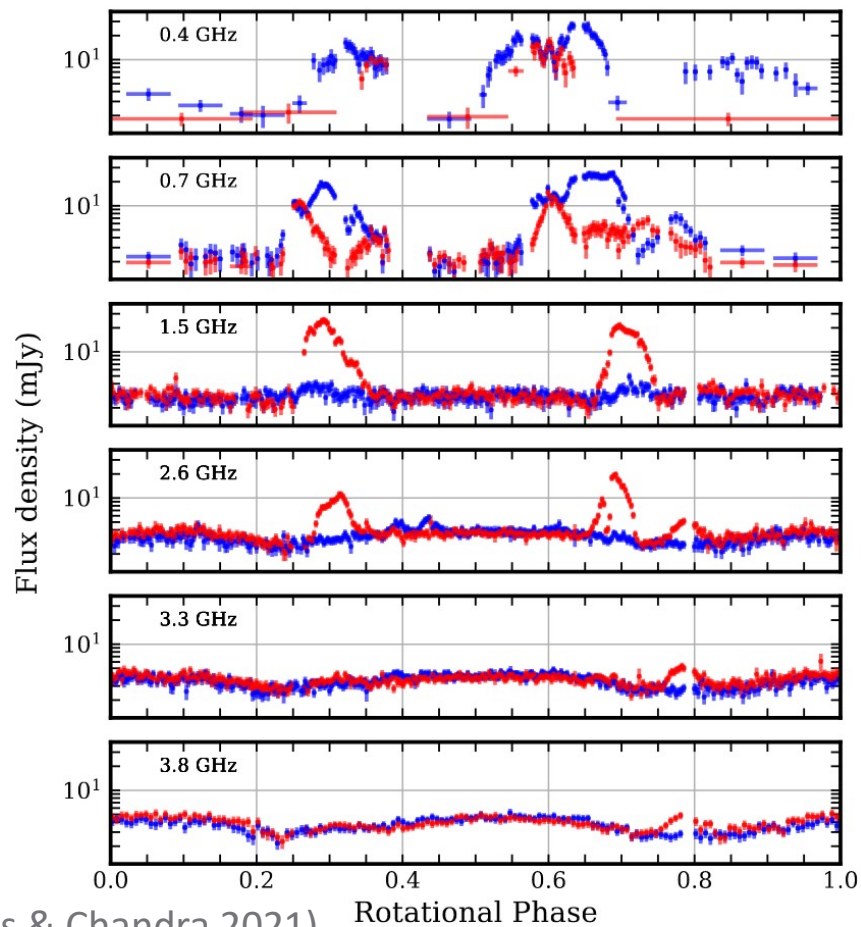 0.4 GHz
10¹
0.7 GHz
10¹
1.5 GHz
10¹
2.6 GHz
10¹
3.3 GHz
10¹
3.8 GHz
10¹
Flux density (mJy)
0.0 0.2 0.4 0.6 0.8 1.0
Rotational Phase
s & Chandra 2021)